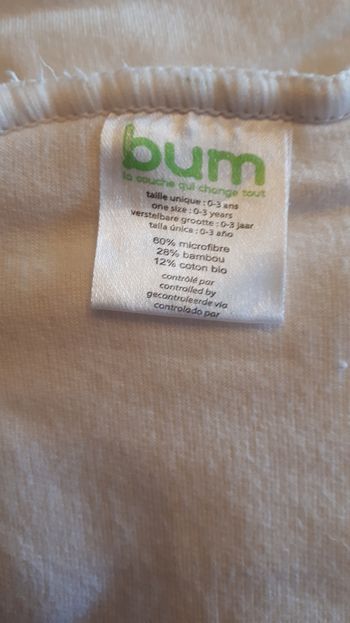 bum
la couche qui change tout
taille unique : 0-3 ans
one size : 0-3 years
verstelbare grootte : 0-3 jaar
talla única : 0-3 año
60% microfibre
28% bambou
12% coton bio
contrôlé par
controlled by
gecontroleerde via
controlado par